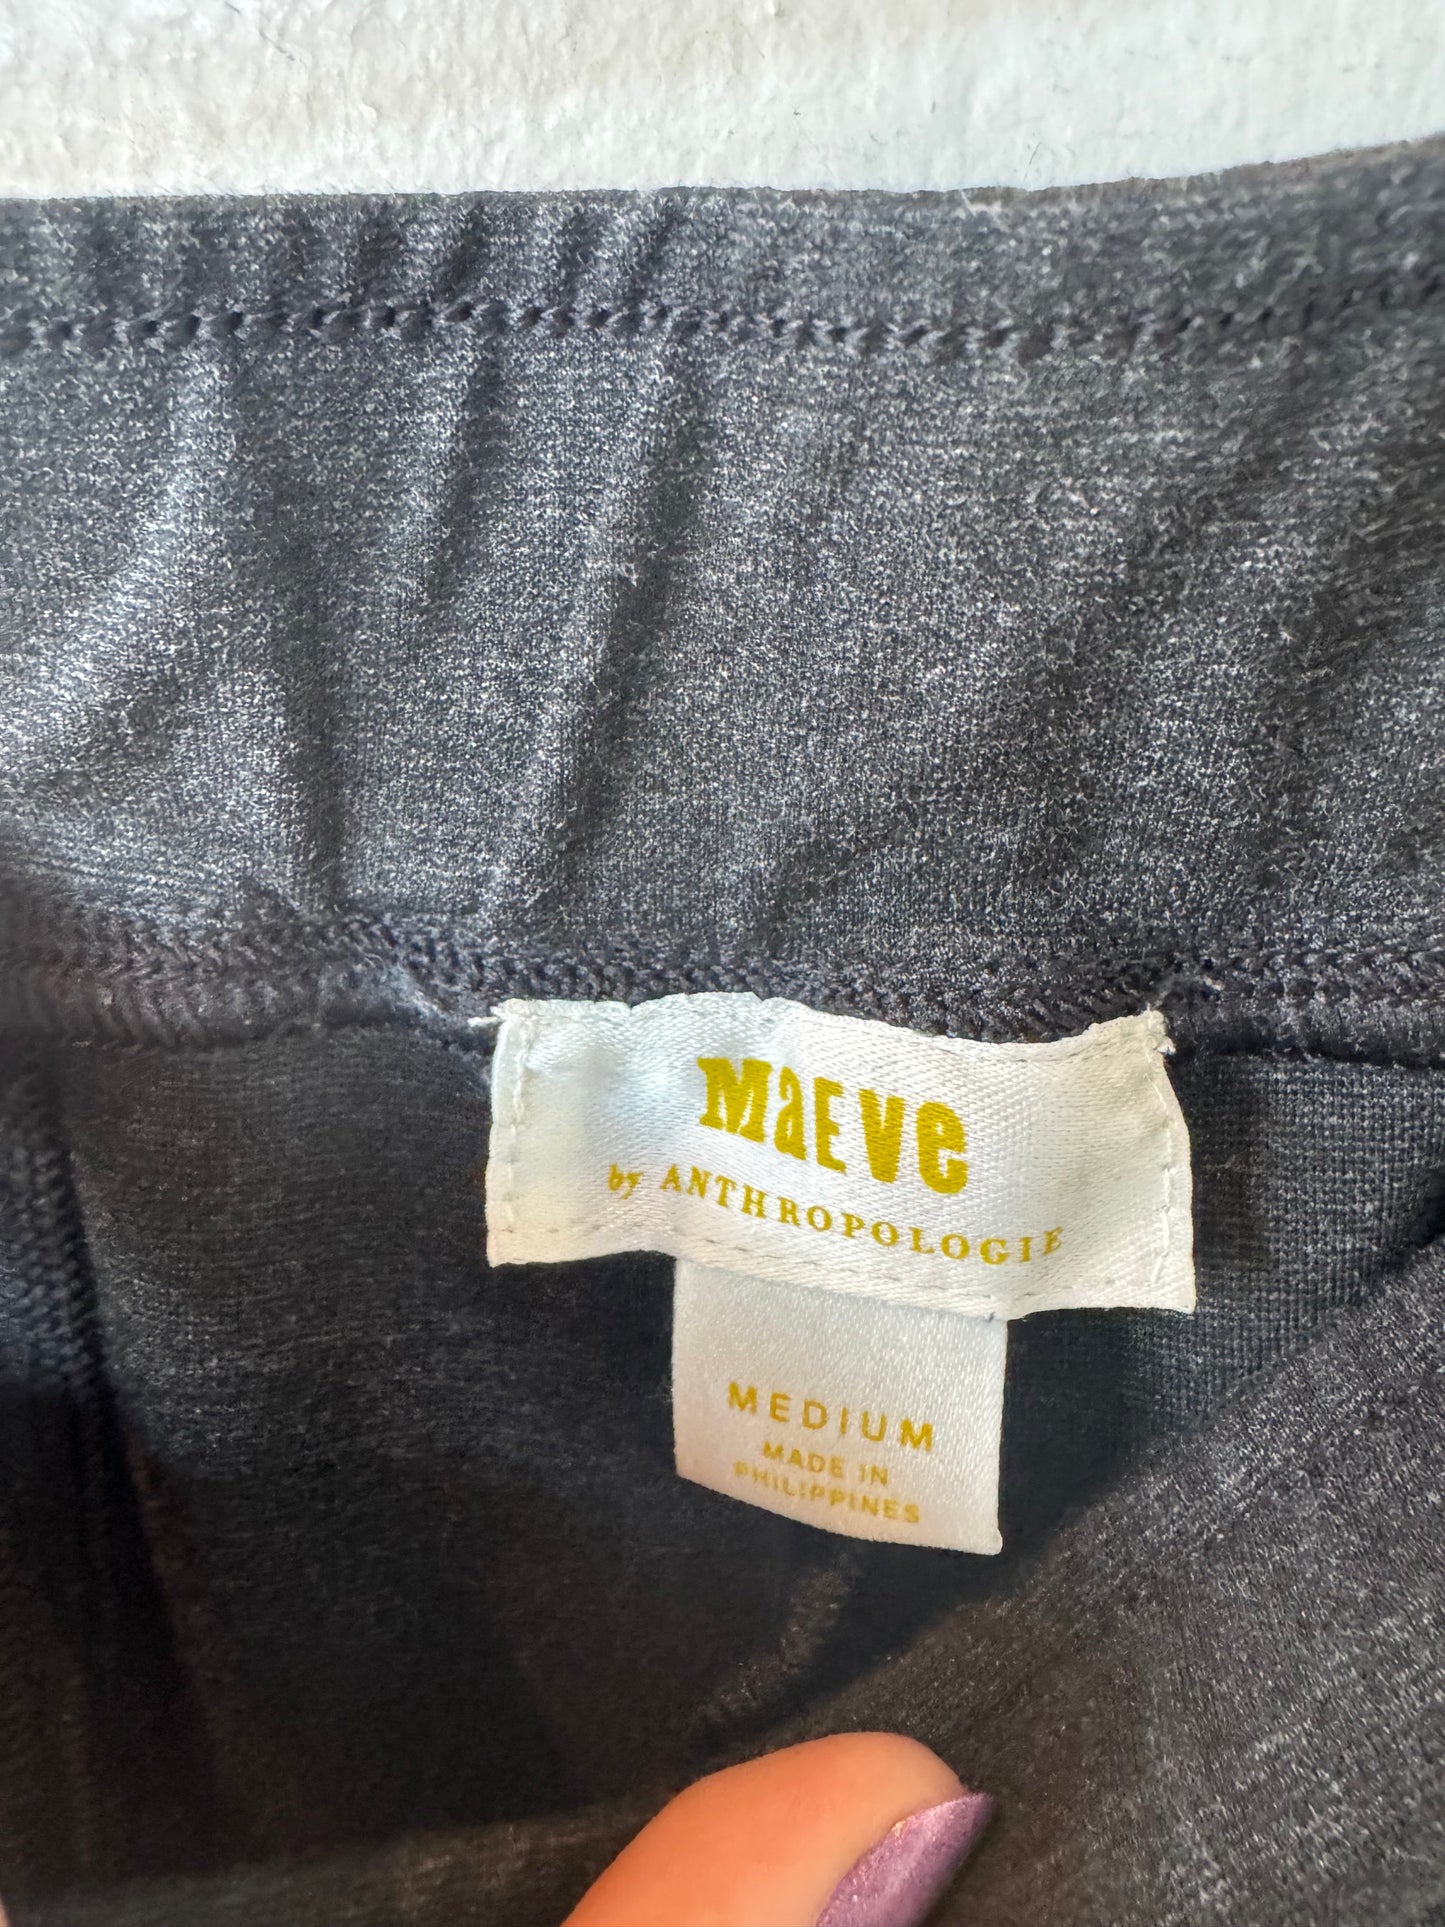 MaEVe
by ANTHROPOLOGIE
MEDIUM
MADE IN
PHILIPPINES